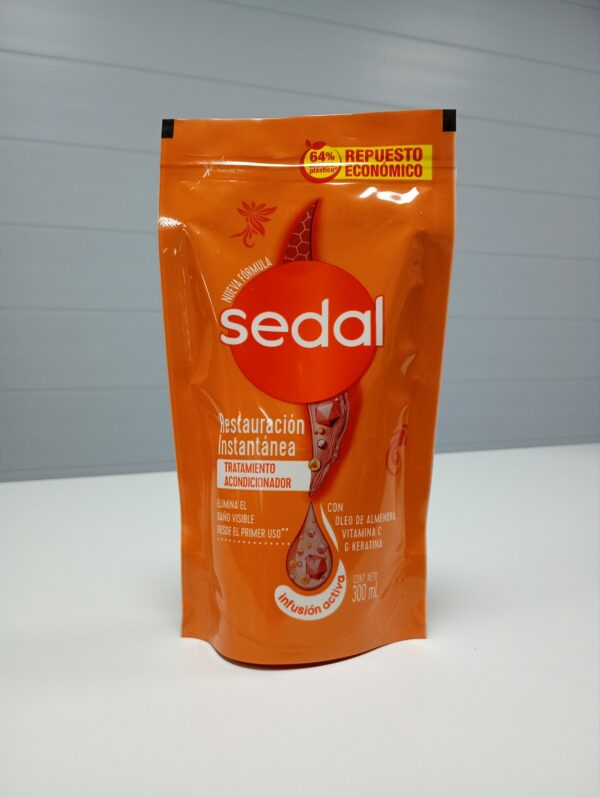 64%
plástico*
REPUESTO
ECONÓMICO
NUEVA FÓRMULA
sedal
Restauración
Instantánea
TRATAMIENTO
ACONDICIONADOR
ELIMINA EL
DAÑO VISIBLE
DESDE EL PRIMER USO**
CON
ÓLEO DE ALMENDRA,
VITAMINA C
& KERATINA
infusión activa
CONT. NETO
300 mL